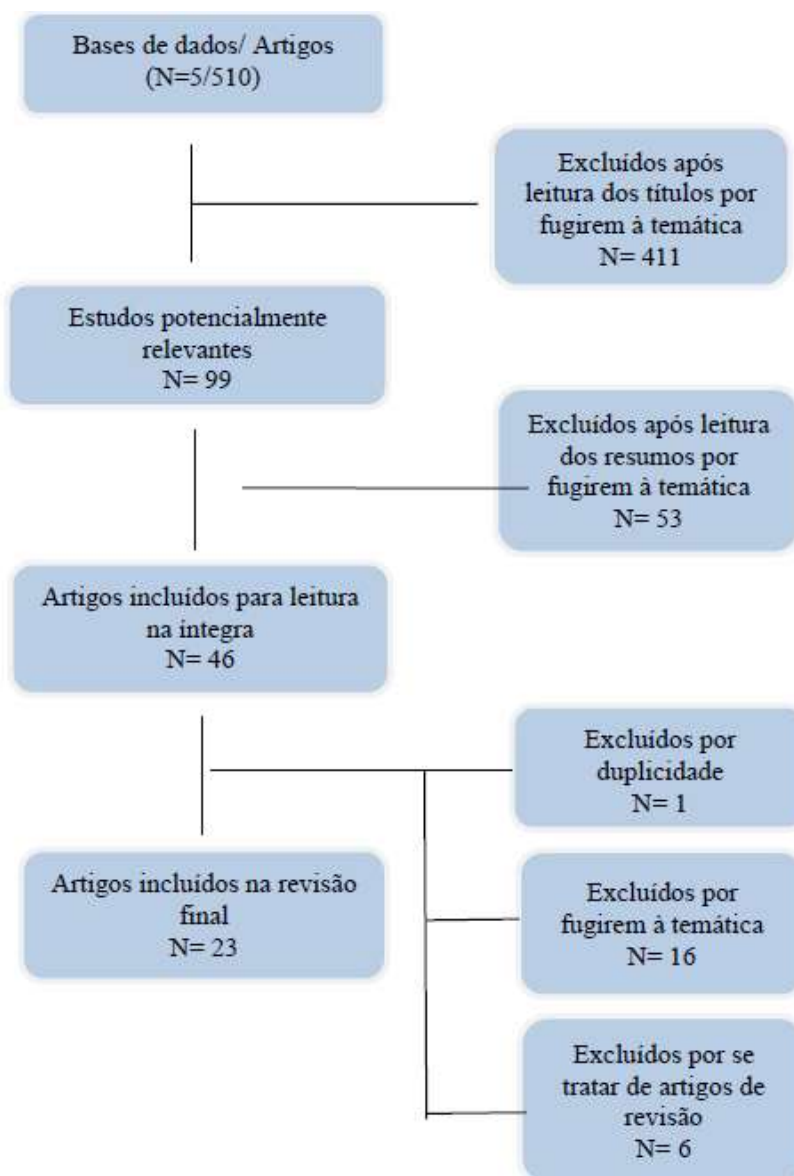 Bases de dados/ Artigos
(N=5/510)
Excluídos após
leitura dos títulos por
fugirem à temática
N= 411
Estudos potencialmente
relevantes
N= 99
Excluídos após leitura
dos resumos por
fugirem à temática
N= 53
Artigos incluídos para leitura
na íntegra
N= 46
Excluídos por
duplicidade
N= 1
Artigos incluídos na revisão
final
N= 23
Excluídos por
fugirem à temática
N= 16
Excluídos por se
tratar de artigos de
revisão
N= 6